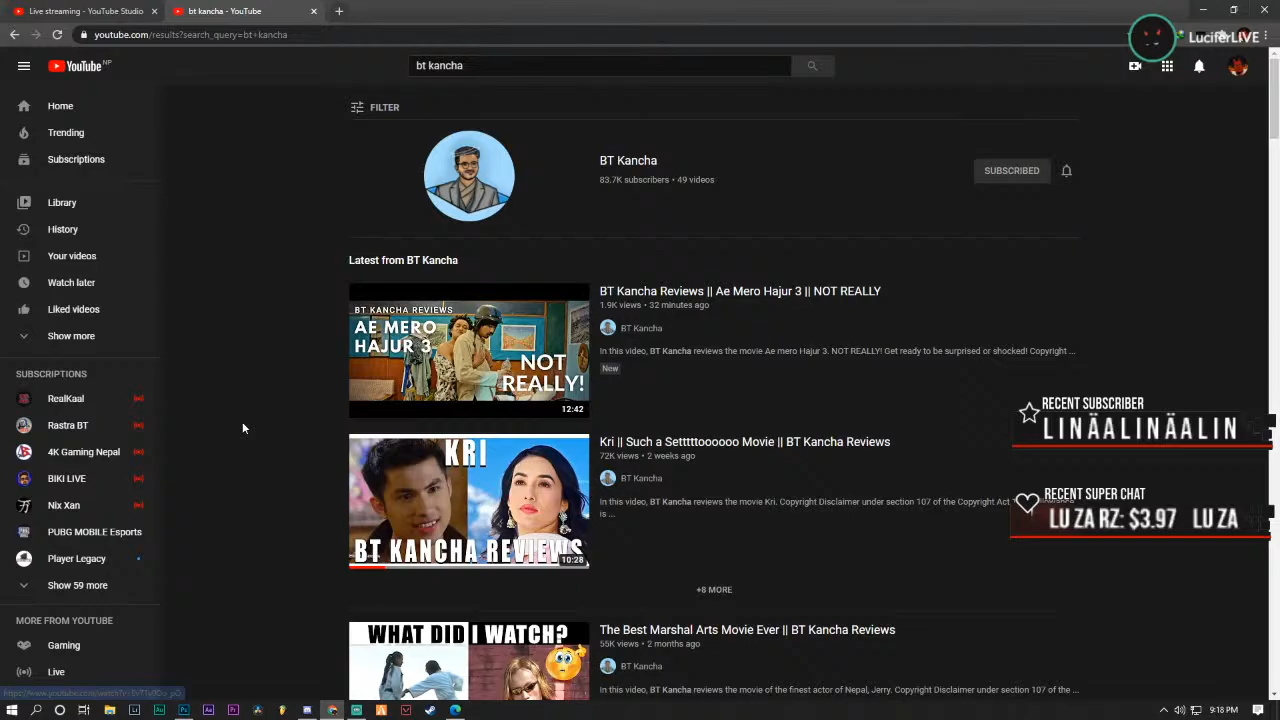 Live streaming - YouTube Studio
bt kancha - YouTube
youtube.com/results?search_query=bt+kancha
LuciferLIVE
YouTube NP
bt kancha
Home
Trending
Subscriptions
Library
History
Your videos
Watch later
Liked videos
Show more
SUBSCRIPTIONS
RealKaal
Rastra BT
4K Gaming Nepal
BIKI LIVE
Nix Xan
PUBG MOBILE Esports
Player Legacy
Show 59 more
MORE FROM YOUTUBE
Gaming
Live
FILTER
BT Kancha
83.7K subscribers • 49 videos
SUBSCRIBED
Latest from BT Kancha
BT KANCHA REVIEWS
AE MERO
HAJUR 3
NOT
REALLY!
12:42
BT Kancha Reviews || Ae Mero Hajur 3 || NOT REALLY
1.9K views • 32 minutes ago
BT Kancha
In this video, BT Kancha reviews the movie Ae mero Hajur 3. NOT REALLY! Get ready to be surprised or shocked! Copyright ...
New
KRI
BT KANCHA REVIEWS
10:28
Kri || Such a Setttttoooooo Movie || BT Kancha Reviews
72K views • 2 weeks ago
BT Kancha
In this video, BT Kancha reviews the movie Kri. Copyright Disclaimer under section 107 of the Copyright Act
is ...
+8 MORE
WHAT DID I WATCH?
The Best Marshal Arts Movie Ever || BT Kancha Reviews
55K views • 2 months ago
BT Kancha
In this video, BT Kancha reviews the movie of the finest actor of Nepal, Jerry. Copyright Disclaimer under section 107 of the ...
RECENT SUBSCRIBER
LINÄALINÄALIN
RECENT SUPER CHAT
LU ZA RZ: $3.97 LU ZA
9:18 PM